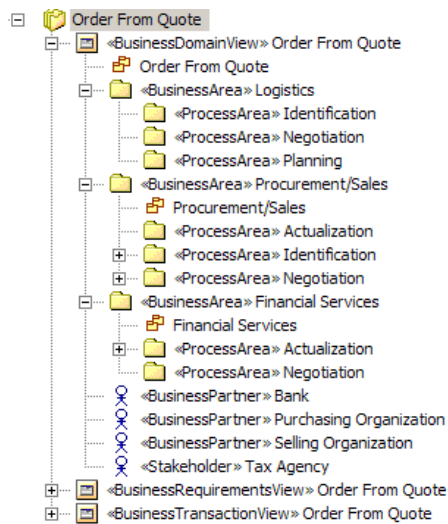 Order From Quote
«BusinessDomainView» Order From Quote
Order From Quote
«BusinessArea» Logistics
«ProcessArea» Identification
«ProcessArea» Negotiation
«ProcessArea» Planning
«BusinessArea» Procurement/Sales
Procurement/Sales
«ProcessArea» Actualization
«ProcessArea» Identification
«ProcessArea» Negotiation
«BusinessArea» Financial Services
Financial Services
«ProcessArea» Actualization
«ProcessArea» Negotiation
«BusinessPartner» Bank
«BusinessPartner» Purchasing Organization
«BusinessPartner» Selling Organization
«Stakeholder» Tax Agency
«BusinessRequirementsView» Order From Quote
«BusinessTransactionView» Order From Quote